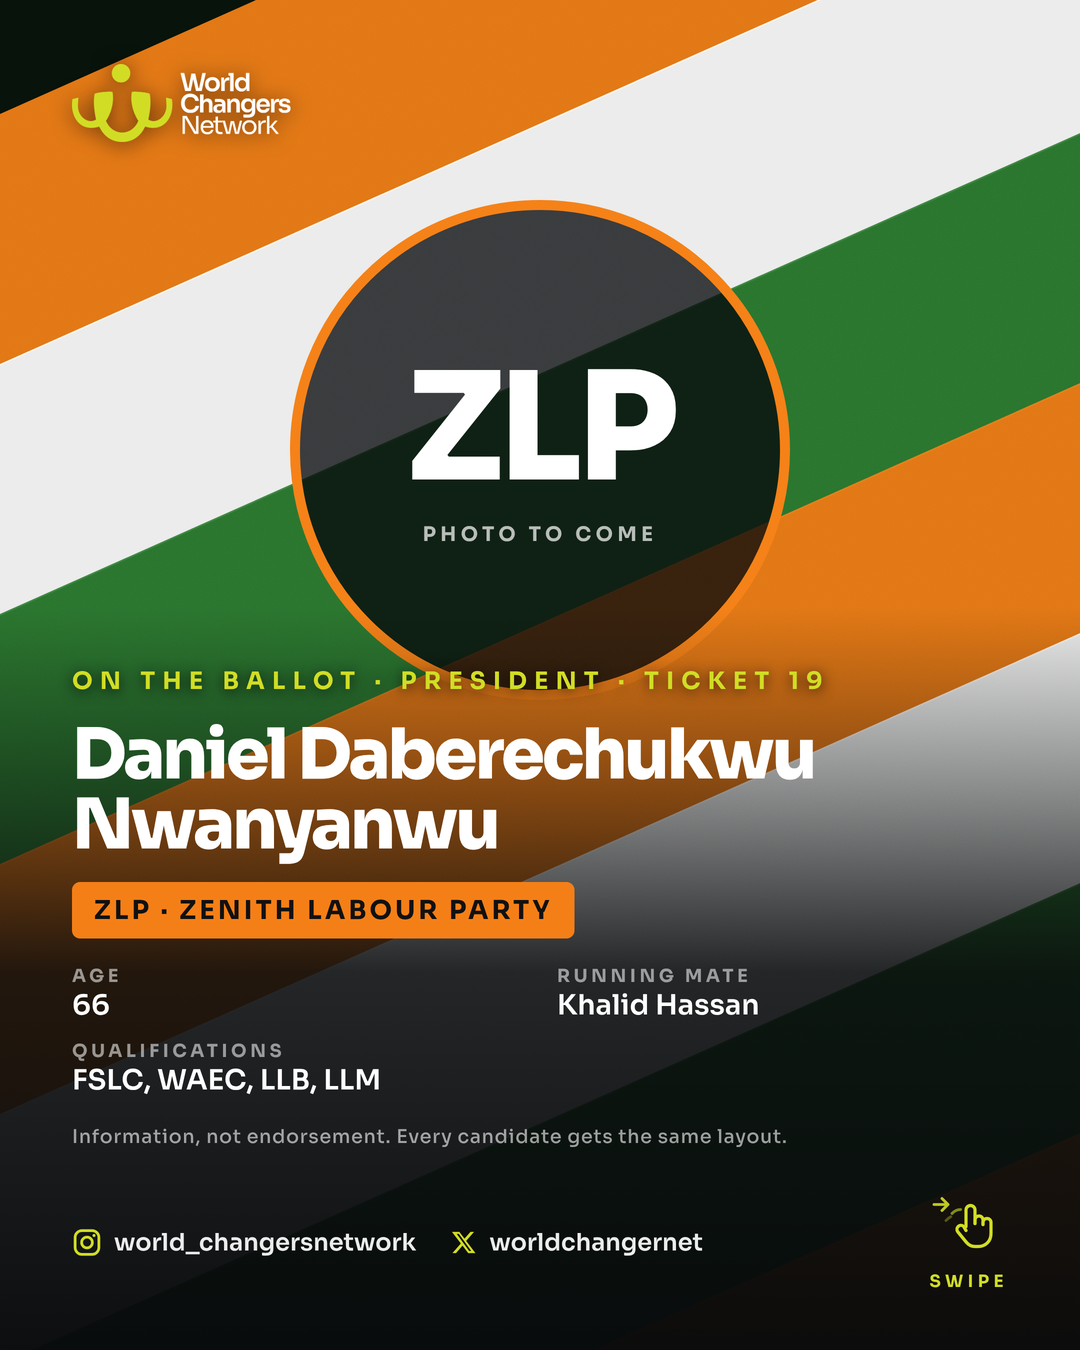 World
Changers
Network
ZLP
PHOTO TO COME
ON THE BALLOT · PRESIDENT · TICKET 19
Daniel Daberechukwu
Nwanyanwu
ZLP · ZENITH LABOUR PARTY
AGE
66
RUNNING MATE
Khalid Hassan
QUALIFICATIONS
FSLC, WAEC, LLB, LLM
Information, not endorsement. Every candidate gets the same layout.
world_changersnetwork
worldchangernet
SWIPE